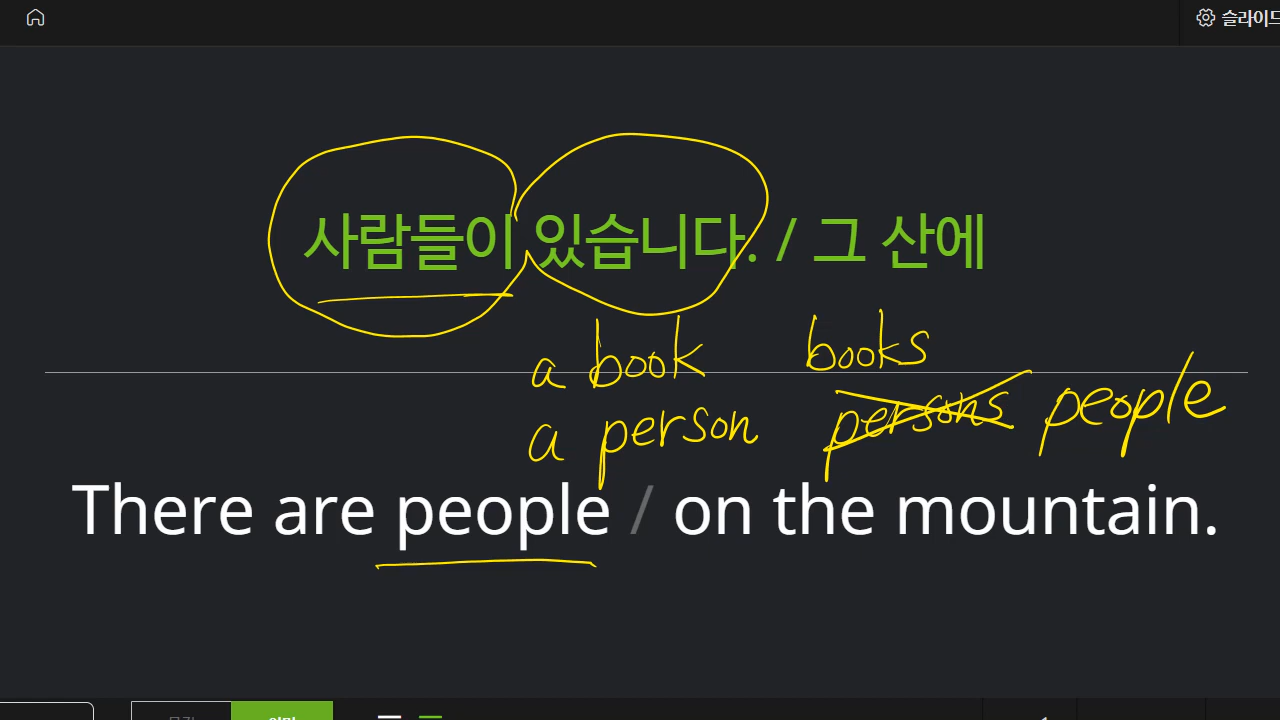 슬라이드
사람들이 있습니다. / 그 산에
a book books
a person persons people
There are people / on the mountain.